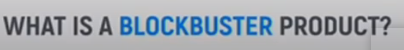 WHAT IS A BLOCKBUSTER PRODUCT?